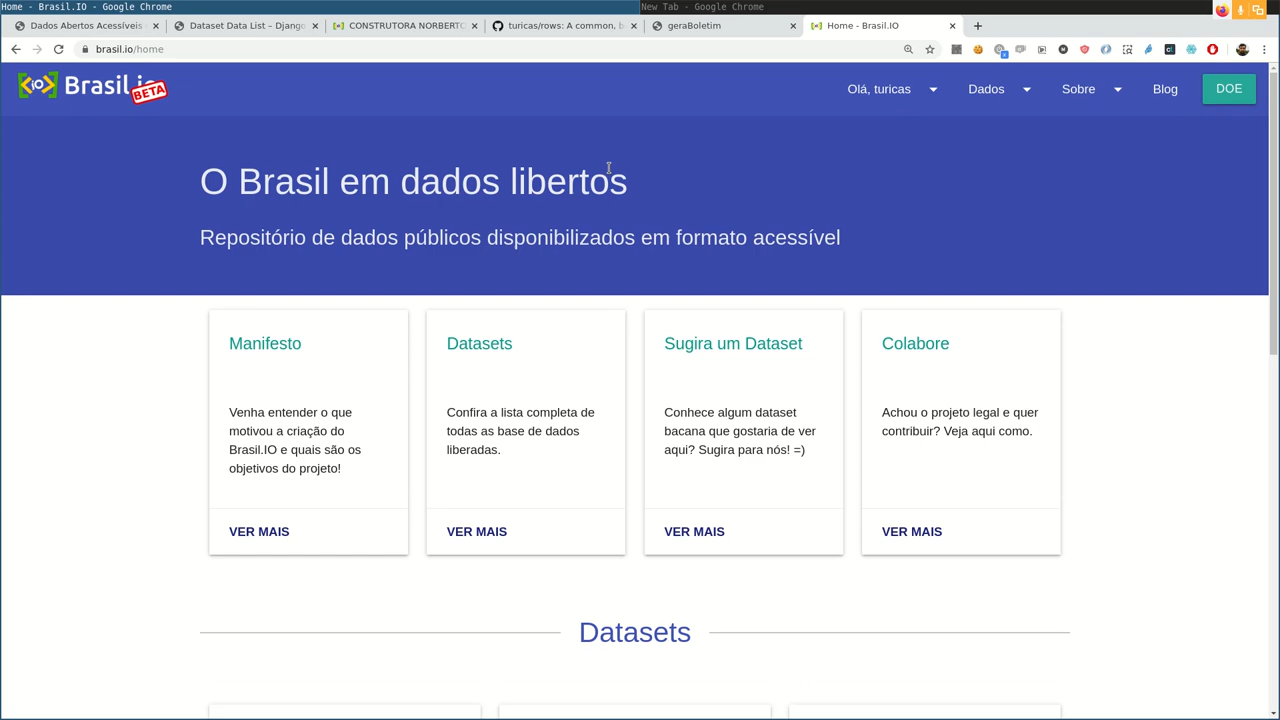 Home - Brasil.IO - Google Chrome
New Tab - Google Chrome
Dados Abertos Acessíveis
Dataset Data List – Django
CONSTRUTORA NORBERTO
turicas/rows: A common, b
geraBoletim
Home - Brasil.IO
brasil.io/home
Brasil.io
BETA
Olá, turicas
Dados
Sobre
Blog
DOE
O Brasil em dados libertos
Repositório de dados públicos disponibilizados em formato acessível
Manifesto
Venha entender o que
motivou a criação do
Brasil.IO e quais são os
objetivos do projeto!
VER MAIS
Datasets
Confira a lista completa de
todas as base de dados
liberadas.
VER MAIS
Sugira um Dataset
Conhece algum dataset
bacana que gostaria de ver
aqui? Sugira para nós! =)
VER MAIS
Colabore
Achou o projeto legal e quer
contribuir? Veja aqui como.
VER MAIS
Datasets